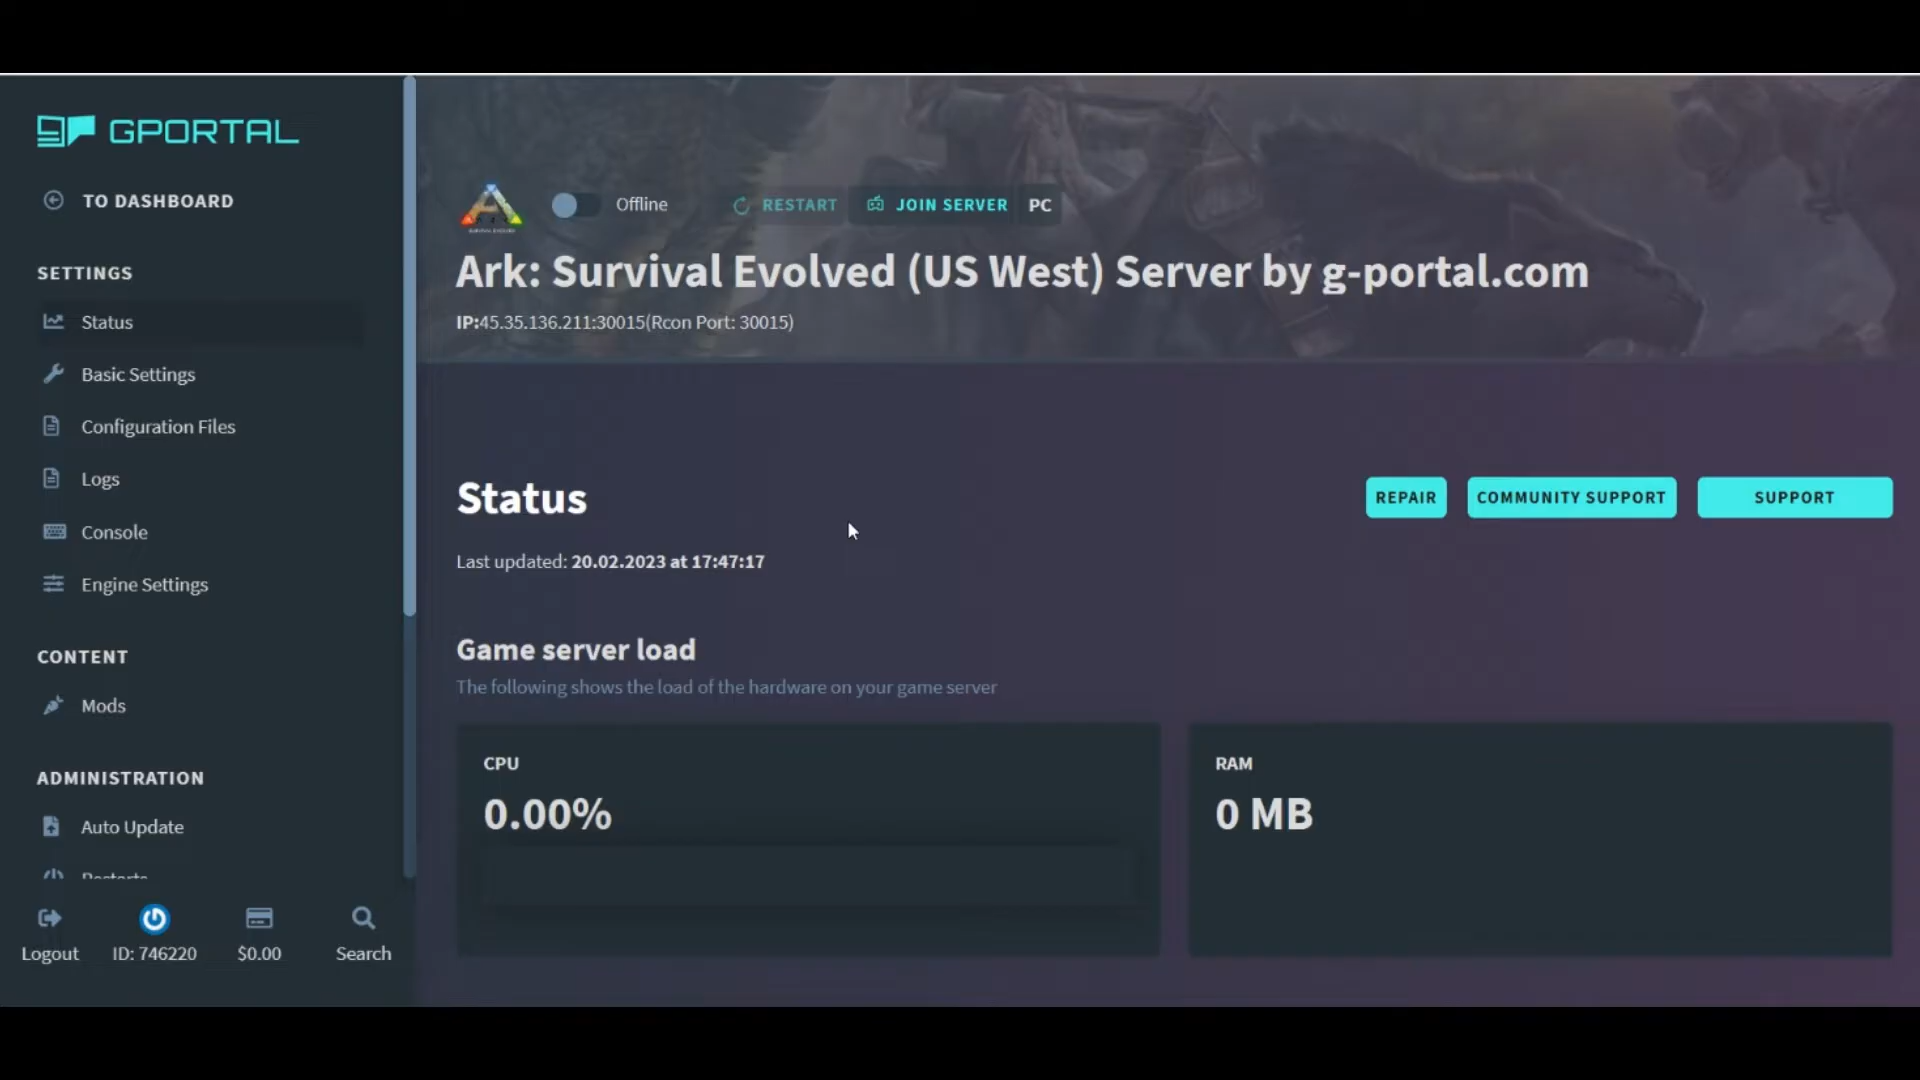 GPORTAL
TO DASHBOARD
SETTINGS
Status
Basic Settings
Configuration Files
Logs
Console
Engine Settings
CONTENT
Mods
ADMINISTRATION
Auto Update
Restarts
Logout
ID: 746220
$0.00
Search
Offline
RESTART
JOIN SERVER
PC
Ark: Survival Evolved (US West) Server by g-portal.com
IP:45.35.136.211:30015(Rcon Port: 30015)
Status
REPAIR
COMMUNITY SUPPORT
SUPPORT
Last updated: 20.02.2023 at 17:47:17
Game server load
The following shows the load of the hardware on your game server
CPU
0.00%
RAM
0 MB